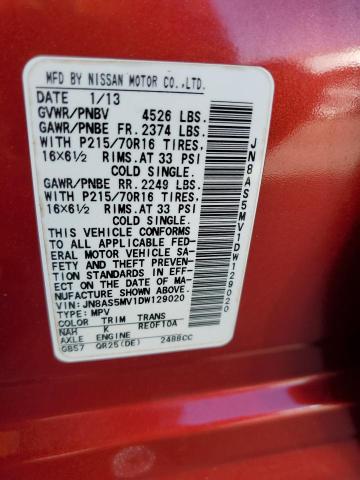 MFD BY NISSAN MOTOR CO.,LTD.
DATE 1/13
GVWR/PNBV 4526 LBS.
GAWR/PNBE FR. 2374 LBS.
WITH P215/70R16 TIRES,
16×6½ RIMS, AT 33 PSI
COLD SINGLE.
GAWR/PNBE RR. 2249 LBS.
WITH P215/70R16 TIRES,
16×6½ RIMS, AT 33 PSI
COLD SINGLE.
THIS VEHICLE CONFORMS
TO ALL APPLICABLE FED-
ERAL MOTOR VEHICLE SA-
FETY AND THEFT PREVEN-
TION STANDARDS IN EFF-
ECT ON THE DATE OF MA-
NUFACTURE SHOWN ABOVE.
VIN:JN8AS5MV1DW129020
TYPE:MPV
COLOR TRIM TRANS
NAH K RE0F10A
AXLE ENGINE
GB57 QR25(DE) 2488CC
JN8AS5MV1DW129020